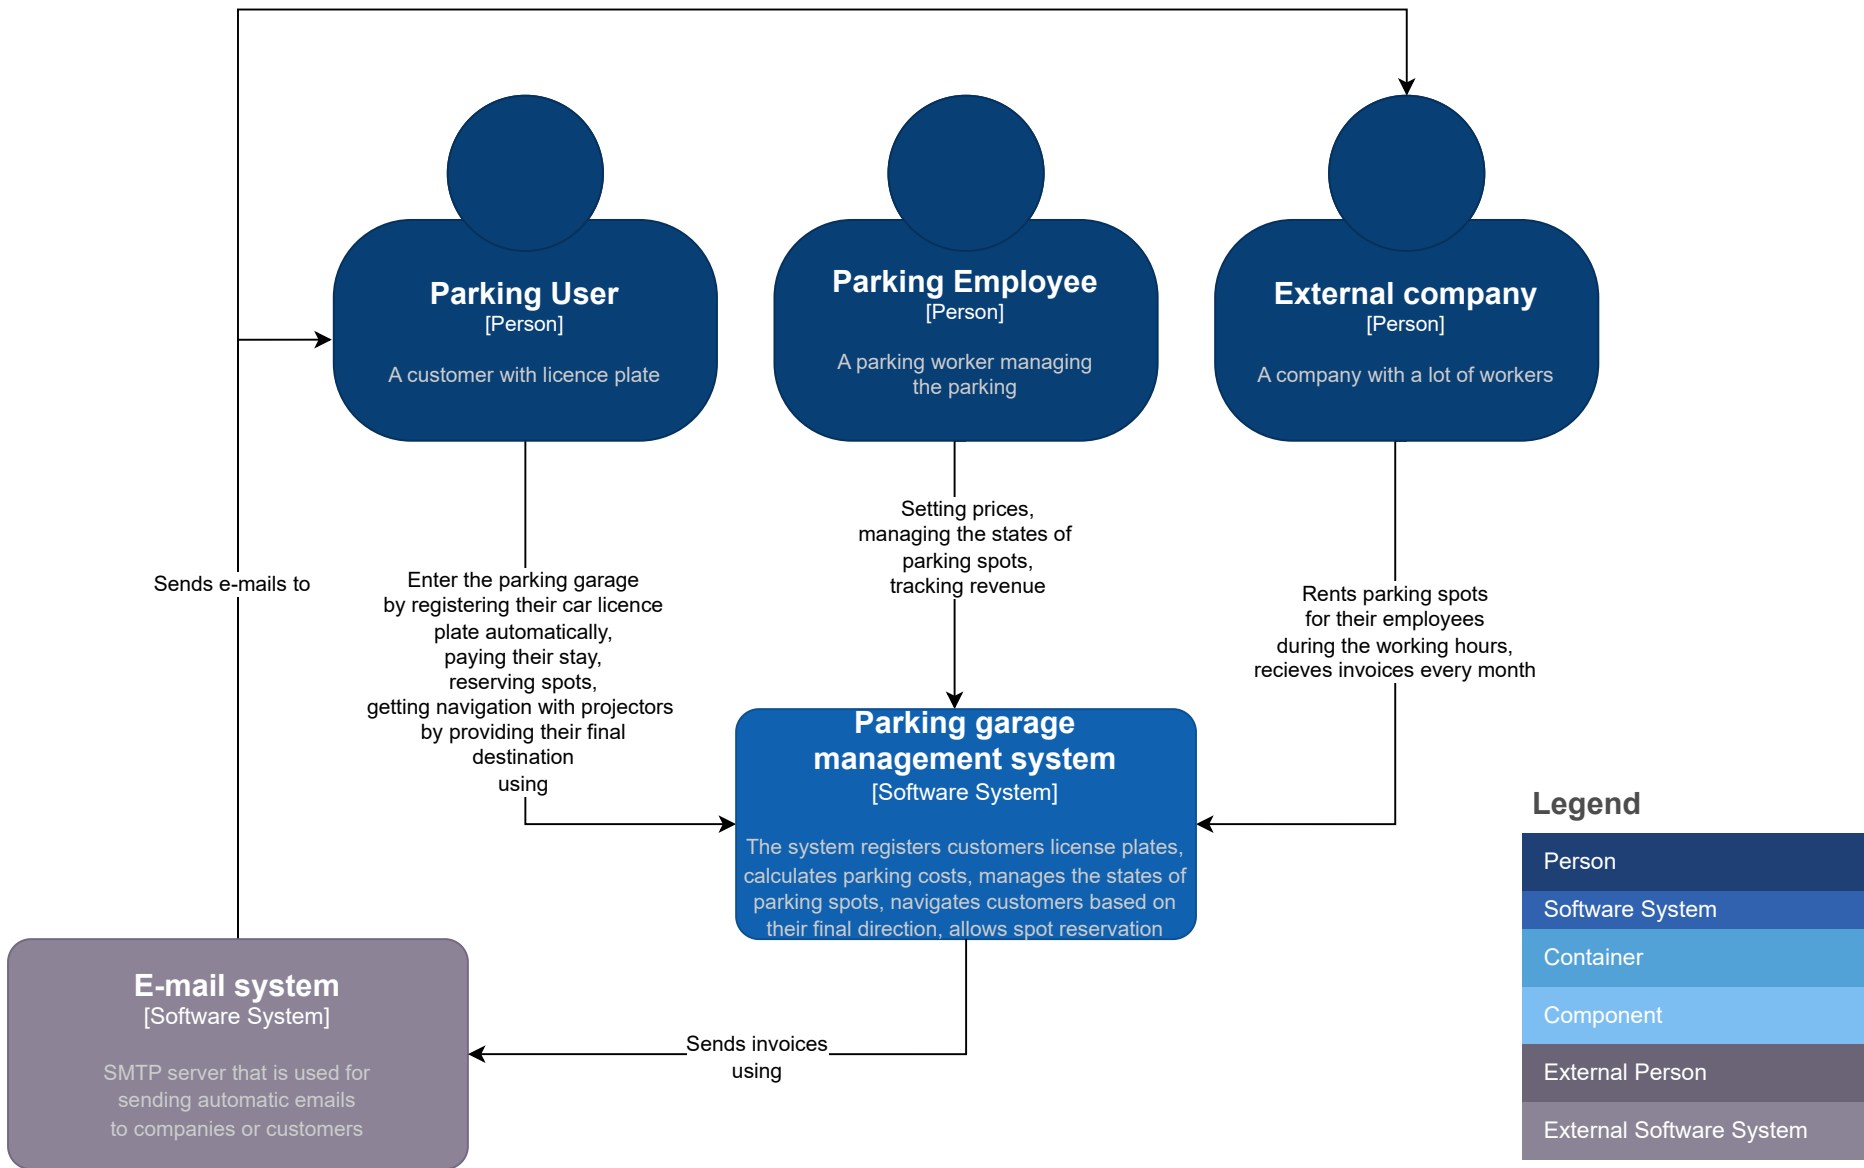 Parking User
[Person]
A customer with licence plate
Parking Employee
[Person]
A parking worker managing
the parking
External company
[Person]
A company with a lot of workers
Sends e-mails to
Enter the parking garage
by registering their car licence
plate automatically,
paying their stay,
reserving spots,
getting navigation with projectors
by providing their final
destination
using
Setting prices,
managing the states of
parking spots,
tracking revenue
Rents parking spots
for their employees
during the working hours,
recieves invoices every month
Parking garage
management system
[Software System]
The system registers customers license plates,
calculates parking costs, manages the states of
parking spots, navigates customers based on
their final direction, allows spot reservation
E-mail system
[Software System]
SMTP server that is used for
sending automatic emails
to companies or customers
Sends invoices
using
Legend
Person
Software System
Container
Component
External Person
External Software System